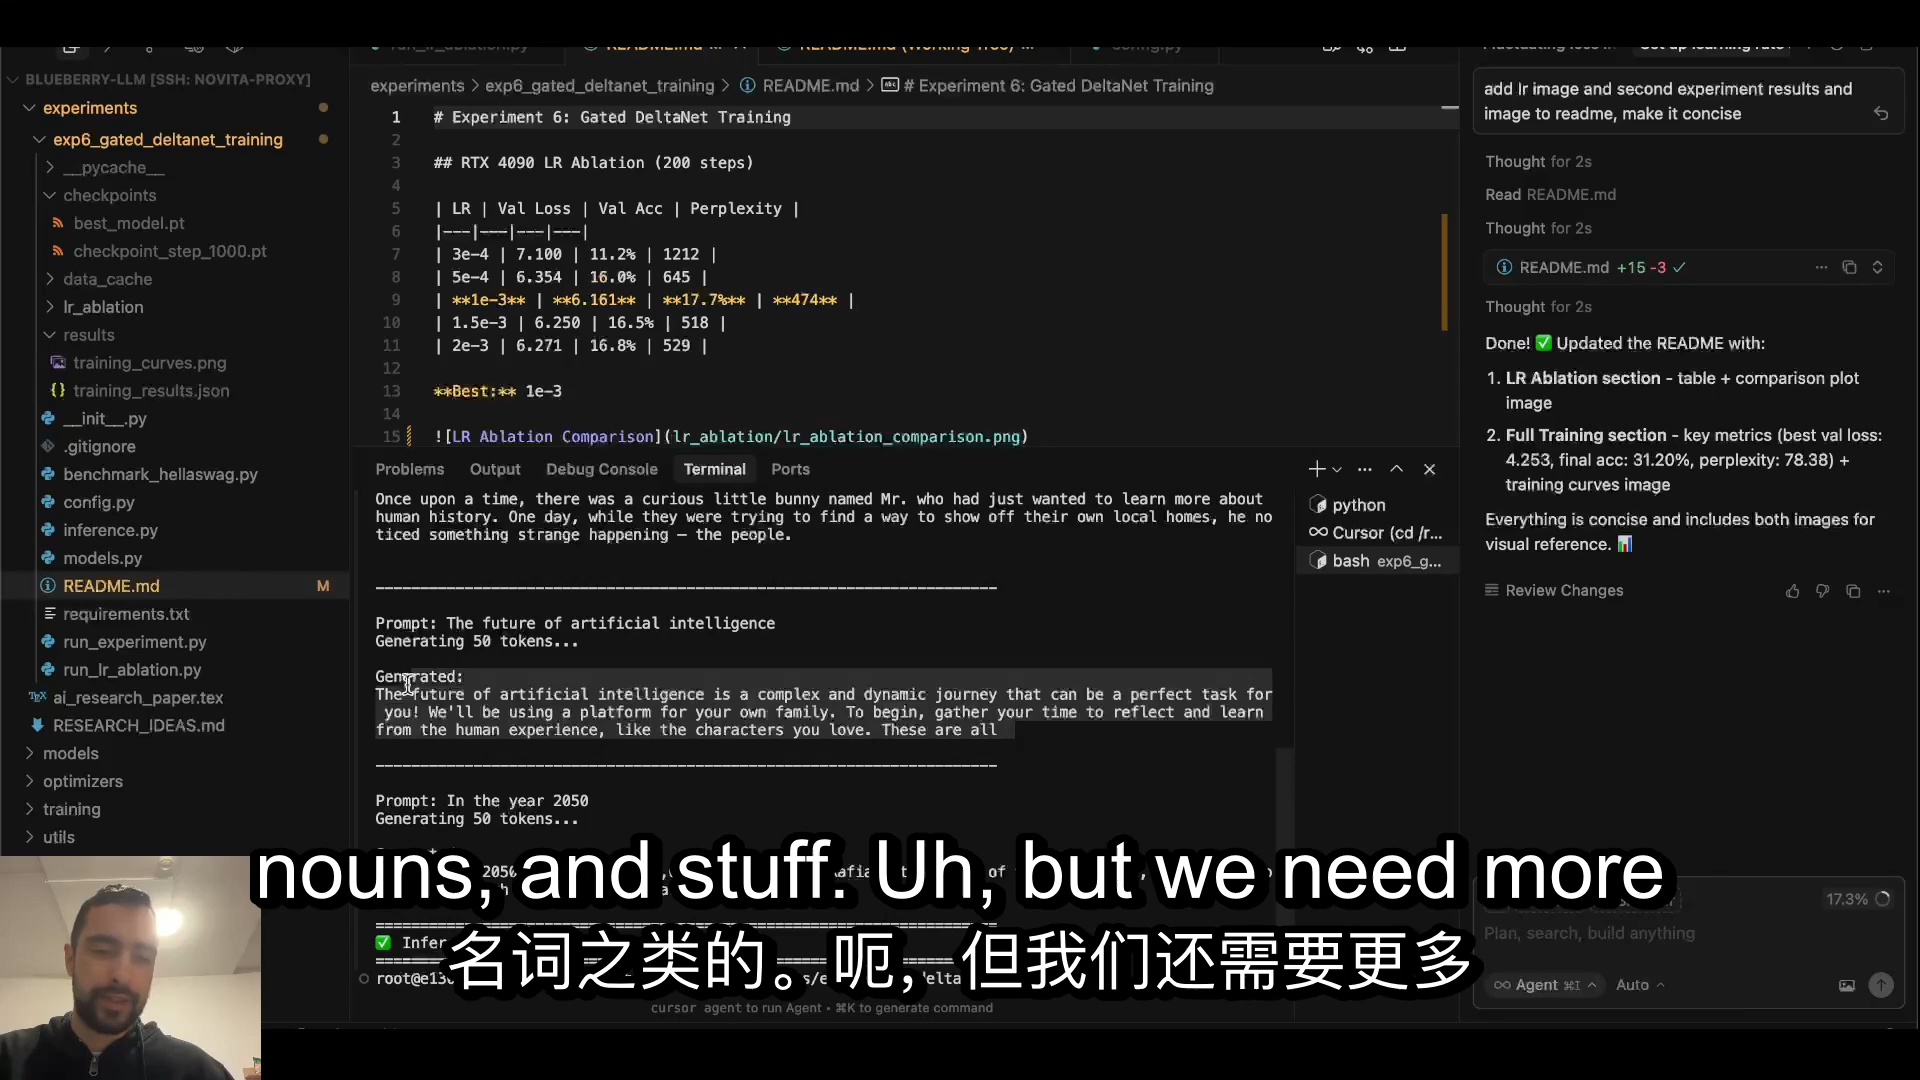 BLUEBERRY-LLM [SSH: NOVITA-PROXY]
experiments
exp6_gated_deltanet_training
__pycache__
checkpoints
best_model.pt
checkpoint_step_1000.pt
data_cache
lr_ablation
results
training_curves.png
training_results.json
__init__.py
.gitignore
benchmark_hellaswag.py
config.py
inference.py
models.py
README.md M
requirements.txt
run_experiment.py
run_lr_ablation.py
ai_research_paper.tex
RESEARCH_IDEAS.md
models
optimizers
training
utils
experiments > exp6_gated_deltanet_training > README.md > # Experiment 6: Gated DeltaNet Training
1 # Experiment 6: Gated DeltaNet Training
2
3 ## RTX 4090 LR Ablation (200 steps)
4
5 | LR | Val Loss | Val Acc | Perplexity |
6 |---|---|---|---|
7 | 3e-4 | 7.100 | 11.2% | 1212 |
8 | 5e-4 | 6.354 | 16.0% | 645 |
9 | **1e-3** | **6.161** | **17.7%** | **474** |
10 | 1.5e-3 | 6.250 | 16.5% | 518 |
11 | 2e-3 | 6.271 | 16.8% | 529 |
12
13 **Best:** 1e-3
14
15 ![LR Ablation Comparison](lr_ablation/lr_ablation_comparison.png)
Problems Output Debug Console Terminal Ports
Once upon a time, there was a curious little bunny named Mr. who had just wanted to learn more about
human history. One day, while they were trying to find a way to show off their own local homes, he no
ticed something strange happening — the people.
Prompt: The future of artificial intelligence
Generating 50 tokens...
Generated:
The future of artificial intelligence is a complex and dynamic journey that can be a perfect task for
you! We'll be using a platform for your own family. To begin, gather your time to reflect and learn
from the human experience, like the characters you love. These are all
Prompt: In the year 2050
Generating 50 tokens...
✅ Infer
cursor agent to run Agent · ⌘K to generate command
python
Cursor (cd /r...
bash exp6_g...
add lr image and second experiment results and
image to readme, make it concise
Thought for 2s
Read README.md
Thought for 2s
README.md +15 -3 ✓
Thought for 2s
Done! ✅ Updated the README with:
1. LR Ablation section - table + comparison plot
image
2. Full Training section - key metrics (best val loss:
4.253, final acc: 31.20%, perplexity: 78.38) +
training curves image
Everything is concise and includes both images for
visual reference. 📊
Review Changes
17.3%
Plan, search, build anything
Agent ⌘I Auto
nouns, and stuff. Uh, but we need more
名词之类的。呃，但我们还需要更多